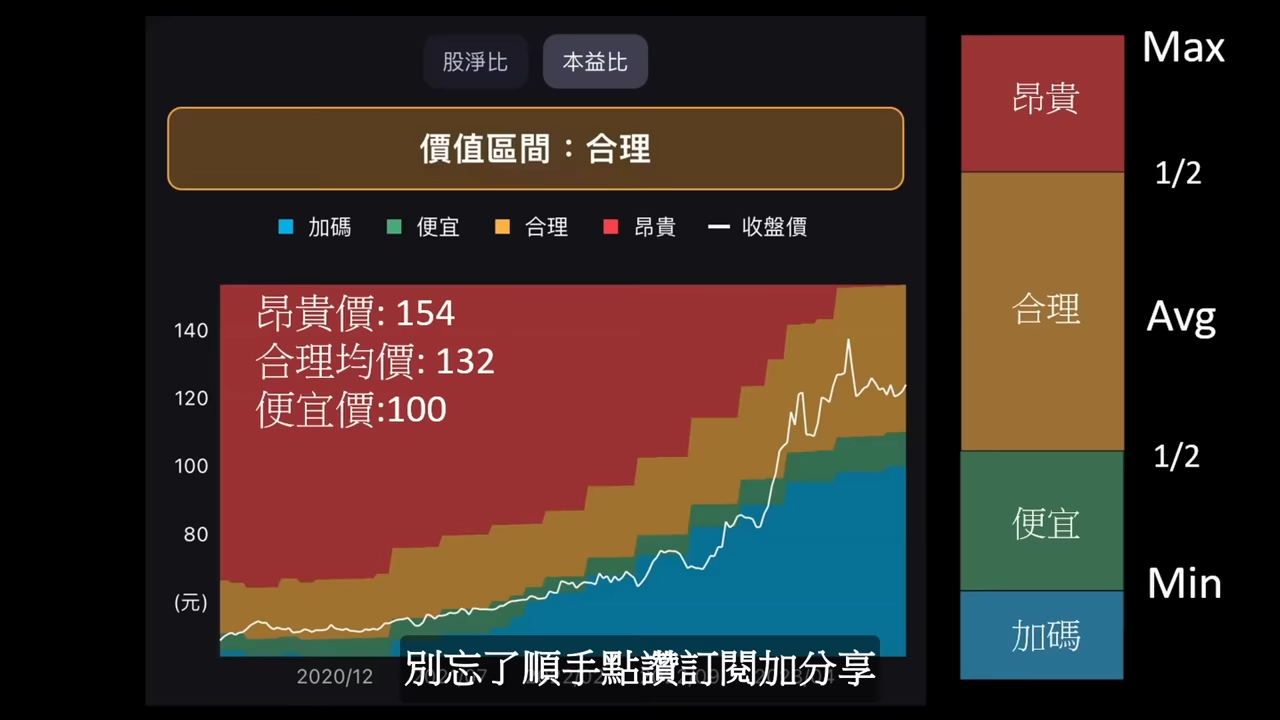 股淨比 本益比
價值區間：合理
加碼 便宜 合理 昂貴 收盤價
昂貴價: 154
合理均價: 132
便宜價:100
140
120
100
80
(元)
2020/12
別忘了順手點讚訂閱加分享
昂貴
合理
便宜
加碼
Max
1/2
Avg
1/2
Min